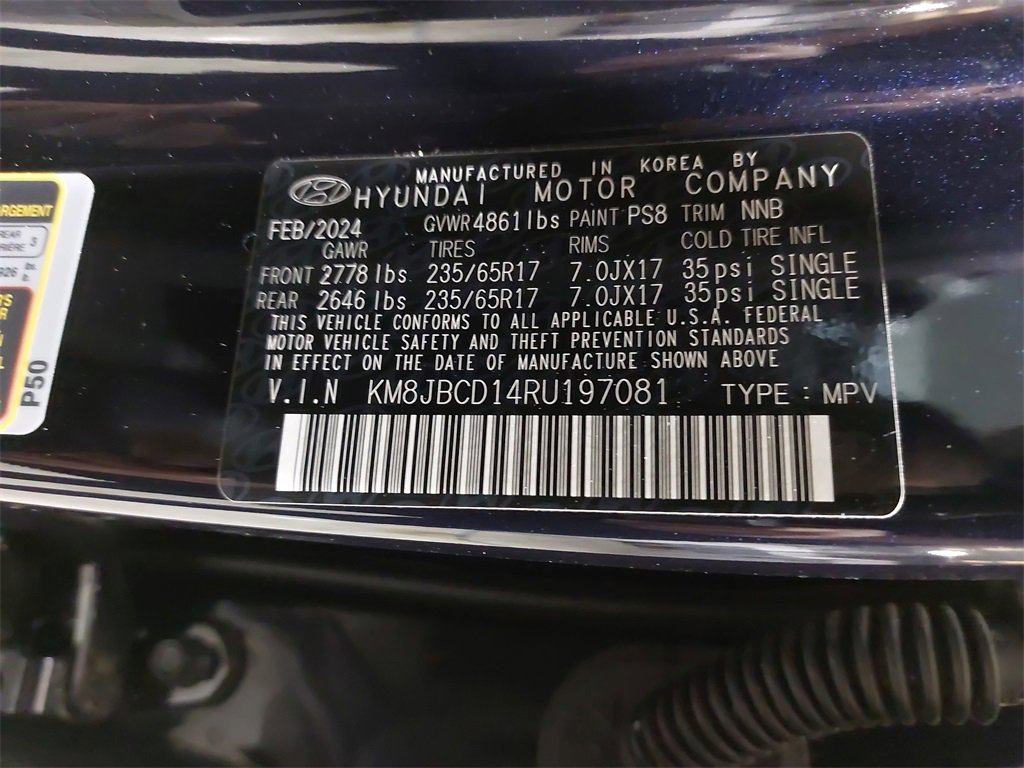 MANUFACTURED IN KOREA BY
HYUNDAI MOTOR COMPANY
FEB/2024 GVWR 4861lbs PAINT PS8 TRIM NNB
GAWR TIRES RIMS COLD TIRE INFL
FRONT 2778 lbs 235/65R17 7.0JX17 35psi SINGLE
REAR 2646 lbs 235/65R17 7.0JX17 35psi SINGLE
THIS VEHICLE CONFORMS TO ALL APPLICABLE U.S.A. FEDERAL
MOTOR VEHICLE SAFETY AND THEFT PREVENTION STANDARDS
IN EFFECT ON THE DATE OF MANUFACTURE SHOWN ABOVE
V.I.N KM8JBCD14RU197081 TYPE : MPV
REAR
3
P50